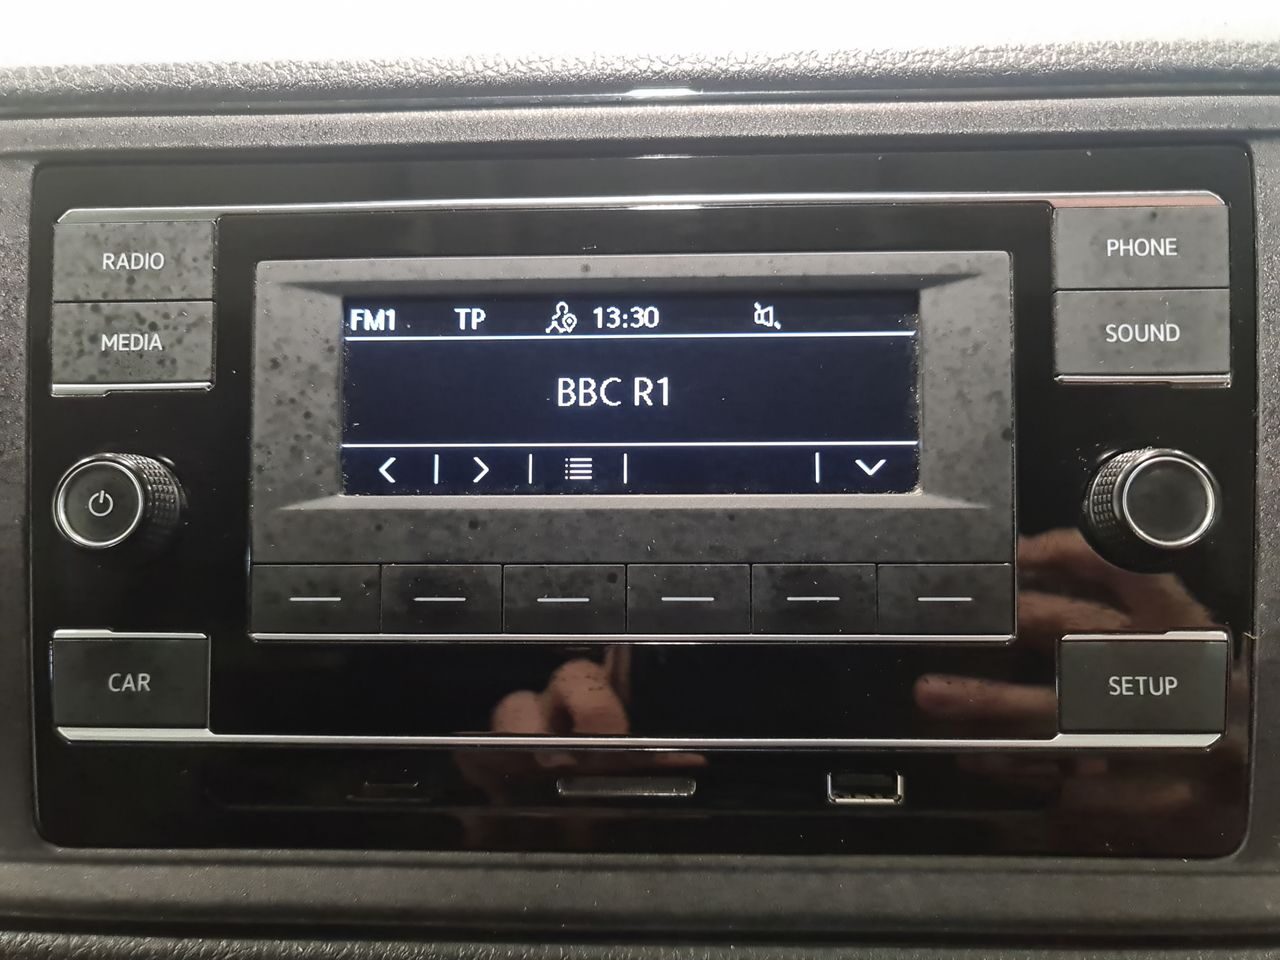 RADIO
MEDIA
PHONE
SOUND
FM1 TP 13:30
BBC R1
CAR
SETUP